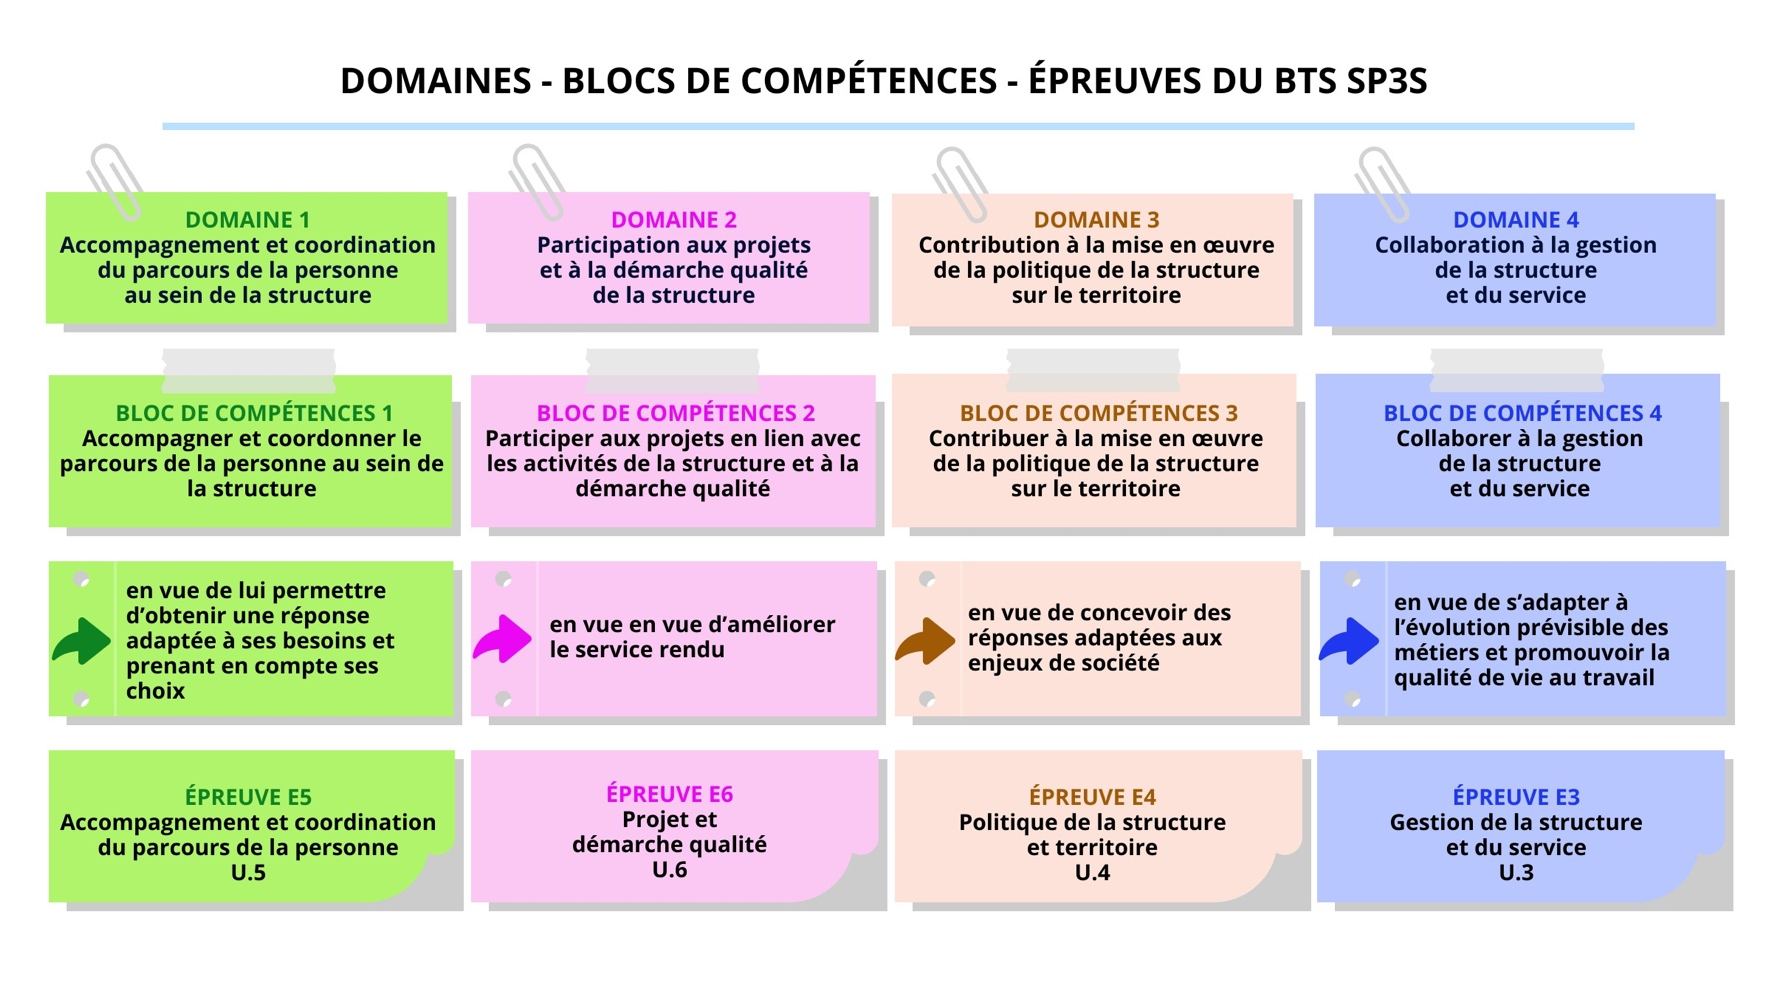 DOMAINES - BLOCS DE COMPÉTENCES - ÉPREUVES DU BTS SP3S
DOMAINE 1
Accompagnement et coordination
du parcours de la personne
au sein de la structure
DOMAINE 2
Participation aux projets
et à la démarche qualité
de la structure
DOMAINE 3
Contribution à la mise en œuvre
de la politique de la structure
sur le territoire
DOMAINE 4
Collaboration à la gestion
de la structure
et du service
BLOC DE COMPÉTENCES 1
Accompagner et coordonner le
parcours de la personne au sein de
la structure
BLOC DE COMPÉTENCES 2
Participer aux projets en lien avec
les activités de la structure et à la
démarche qualité
BLOC DE COMPÉTENCES 3
Contribuer à la mise en œuvre
de la politique de la structure
sur le territoire
BLOC DE COMPÉTENCES 4
Collaborer à la gestion
de la structure
et du service
en vue de lui permettre
d’obtenir une réponse
adaptée à ses besoins et
prenant en compte ses
choix
en vue en vue d’améliorer
le service rendu
en vue de concevoir des
réponses adaptées aux
enjeux de société
en vue de s’adapter à
l’évolution prévisible des
métiers et promouvoir la
qualité de vie au travail
ÉPREUVE E5
Accompagnement et coordination
du parcours de la personne
U.5
ÉPREUVE E6
Projet et
démarche qualité
U.6
ÉPREUVE E4
Politique de la structure
et territoire
U.4
ÉPREUVE E3
Gestion de la structure
et du service
U.3